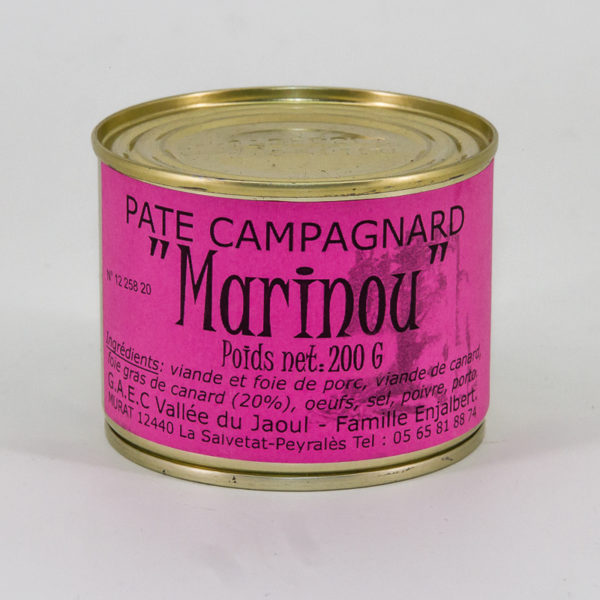 PATE CAMPAGNARD
"Marinou"
N° 12 258 20
Poids net: 200 G
Ingrédients: viande et foie de porc, viande de canard,
foie gras de canard (20%), oeufs, sel, poivre, porto.
G.A.E.C Vallée du Jaoul - Famille Enjalbert.
MURAT 12440 La Salvetat-Peyralès Tel : 05 65 81 88 74